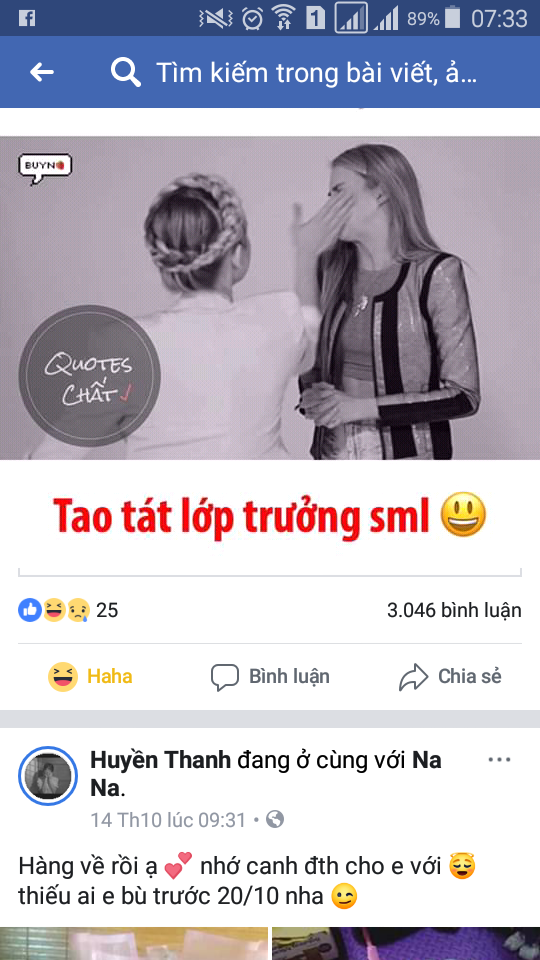 89% 07:33
1
Tìm kiếm trong bài viết, ả...
BUYNO
QUOTES
CHẤT
Tao tát lớp trưởng sml
25
3.046 bình luận
Haha
Bình luận
Chia sẻ
Huyền Thanh đang ở cùng với Na
Na.
14 Th10 lúc 09:31 •
Hàng về rồi ạ 💕 nhớ canh đth cho e với 😇
thiếu ai e bù trước 20/10 nha 😉